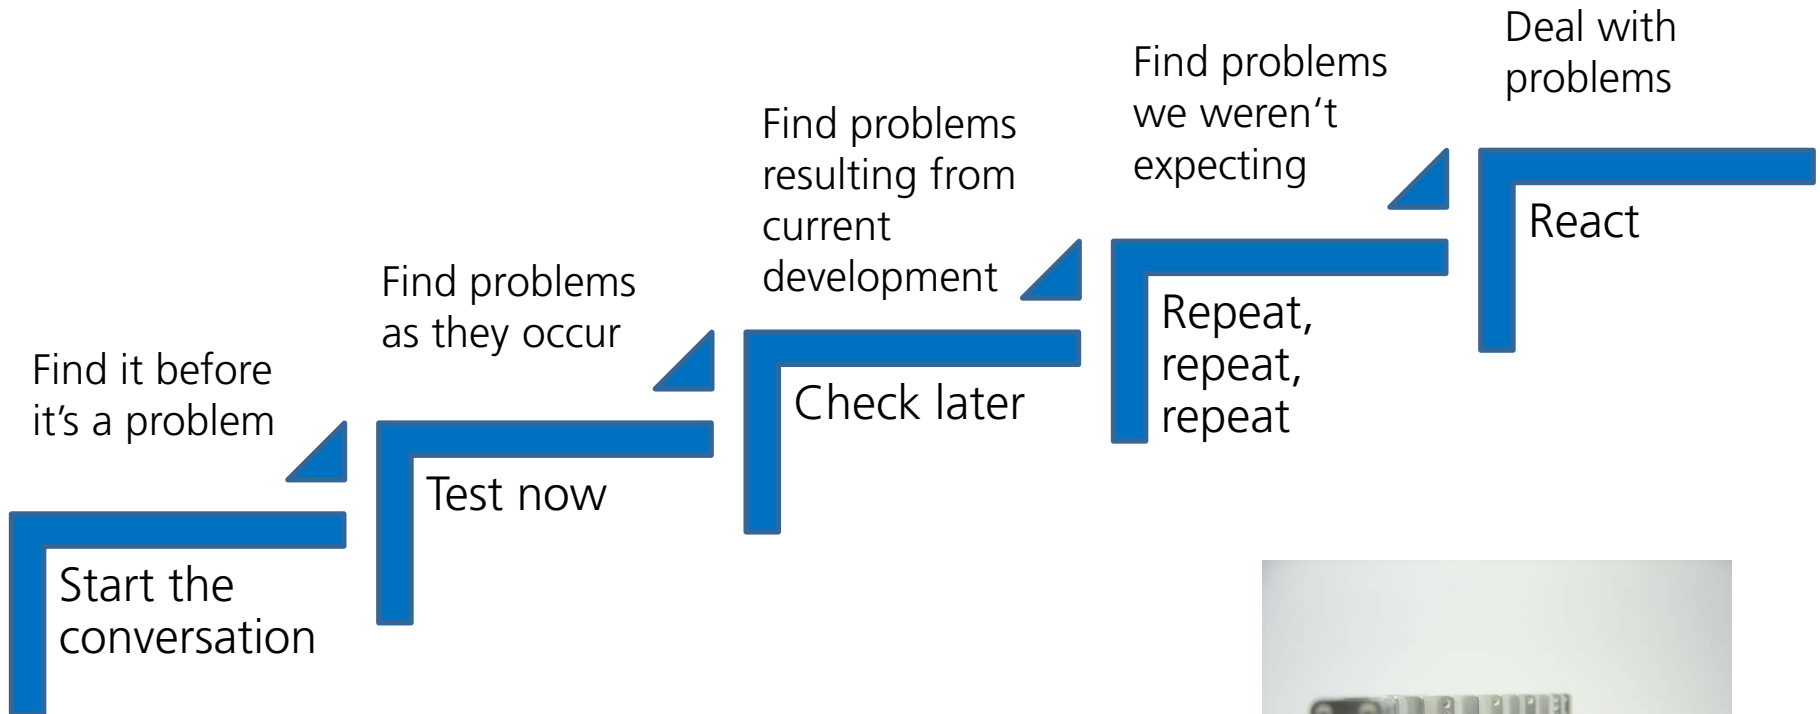 Find it before
it’s a problem
Start the
conversation
Find problems
as they occur
Test now
Find problems
resulting from
current
development
Check later
Find problems
we weren‘t
expecting
Repeat,
repeat,
repeat
Deal with
problems
React